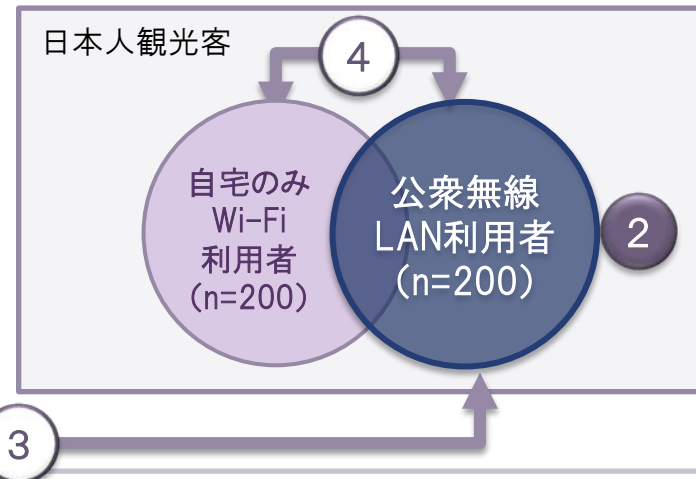 日本人観光客
4
自宅のみ
Wi-Fi
利用者
(n=200)
公衆無線
LAN利用者
(n=200)
2
3